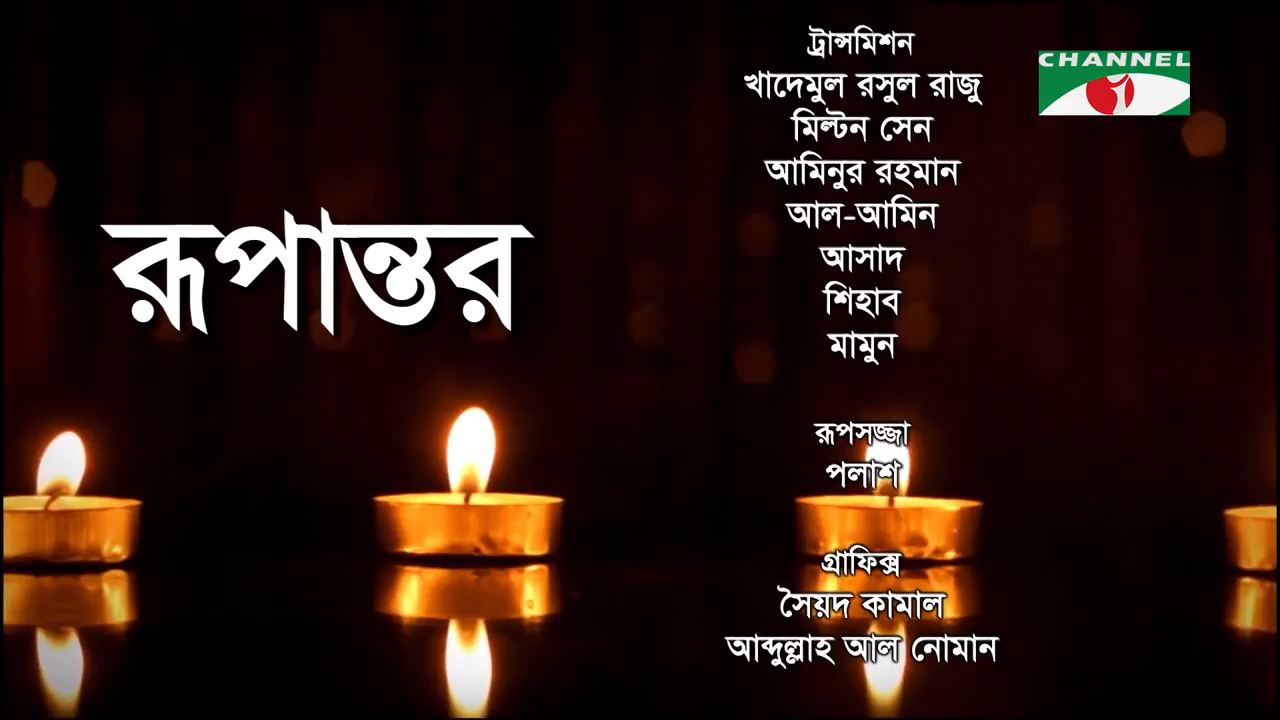 রূপান্তর
ট্রান্সমিশন
খাদেমুল রসুল রাজু
মিল্টন সেন
আমিনুর রহমান
আল-আমিন
আসাদ
শিহাব
মামুন
রূপসজ্জা
পলাশ
গ্রাফিক্স
সৈয়দ কামাল
আব্দুল্লাহ আল নোমান
CHANNEL